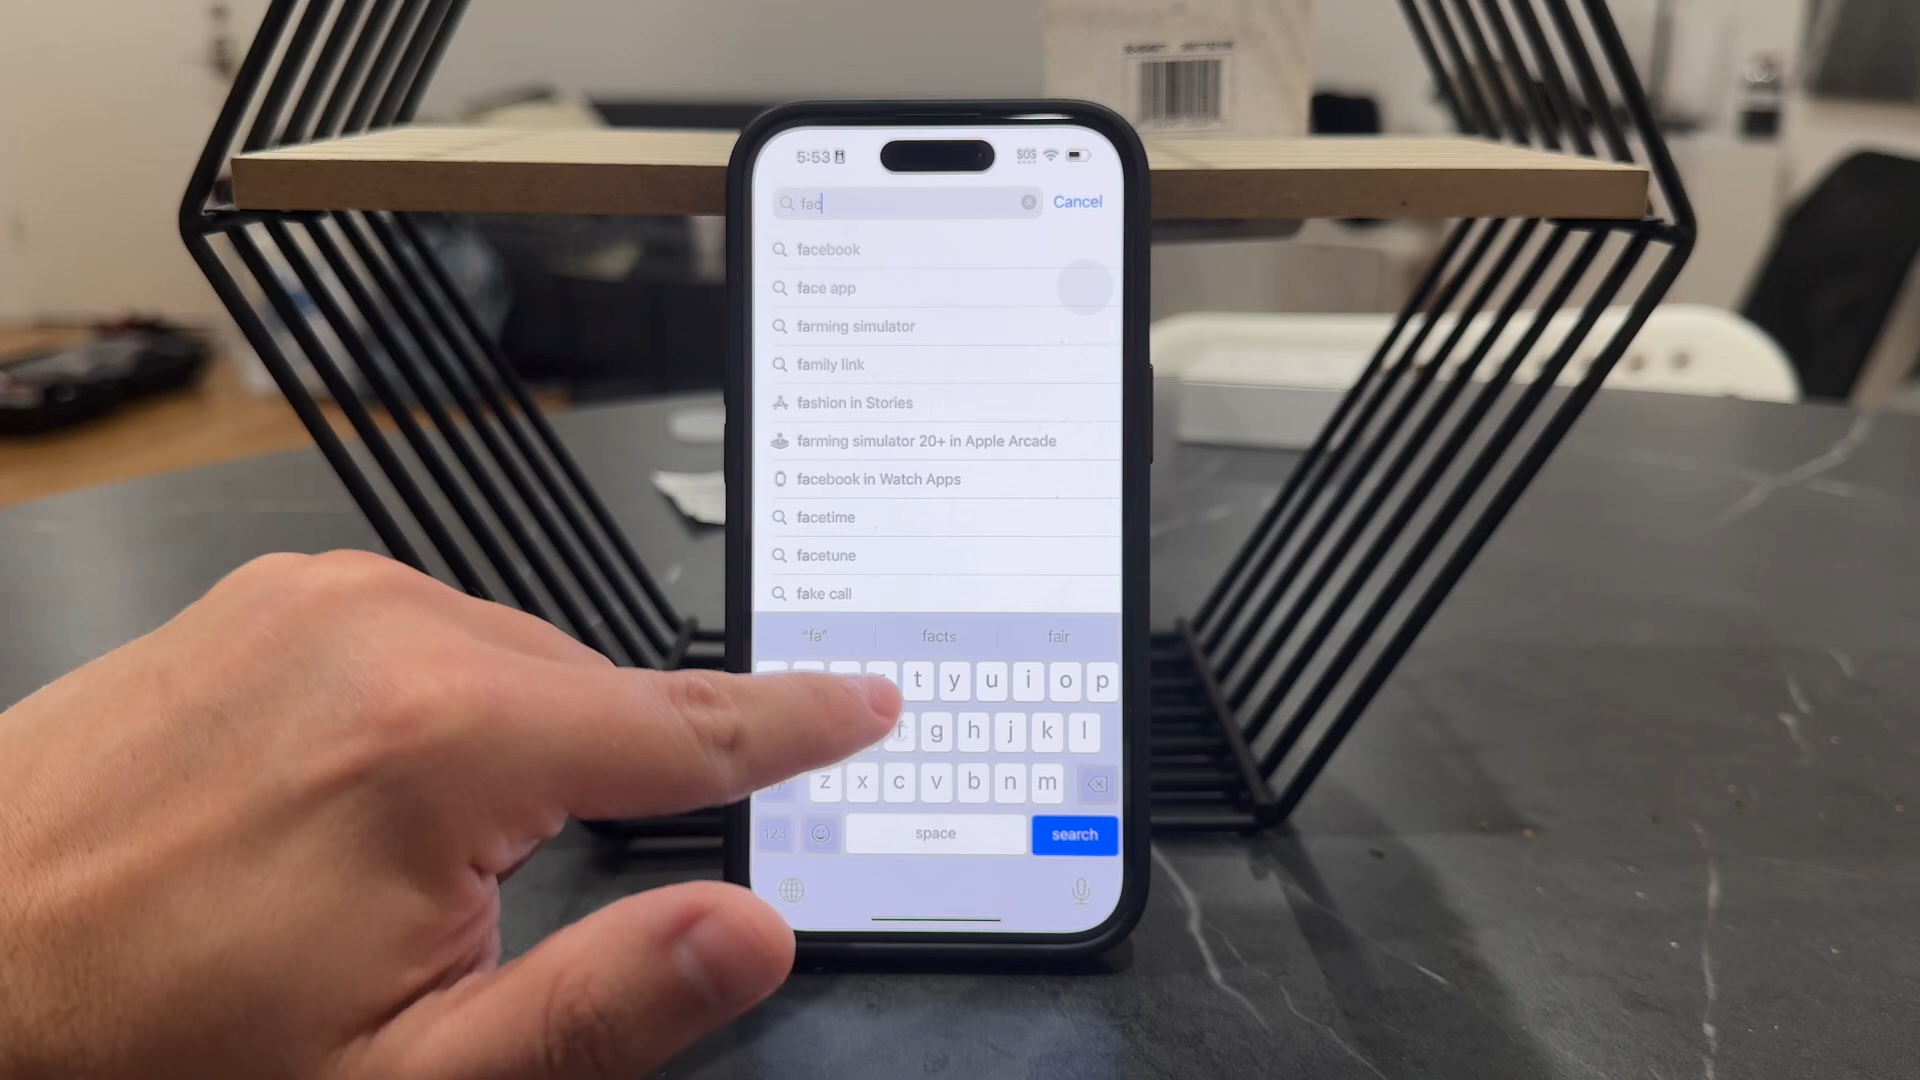 5:53 SOS
fac Cancel
facebook
face app
farming simulator
family link
fashion in Stories
farming simulator 20+ in Apple Arcade
facebook in Watch Apps
facetime
facetune
fake call
“fa” facts fair
t y u i o p
f g h j k l
z x c v b n m
123 space search